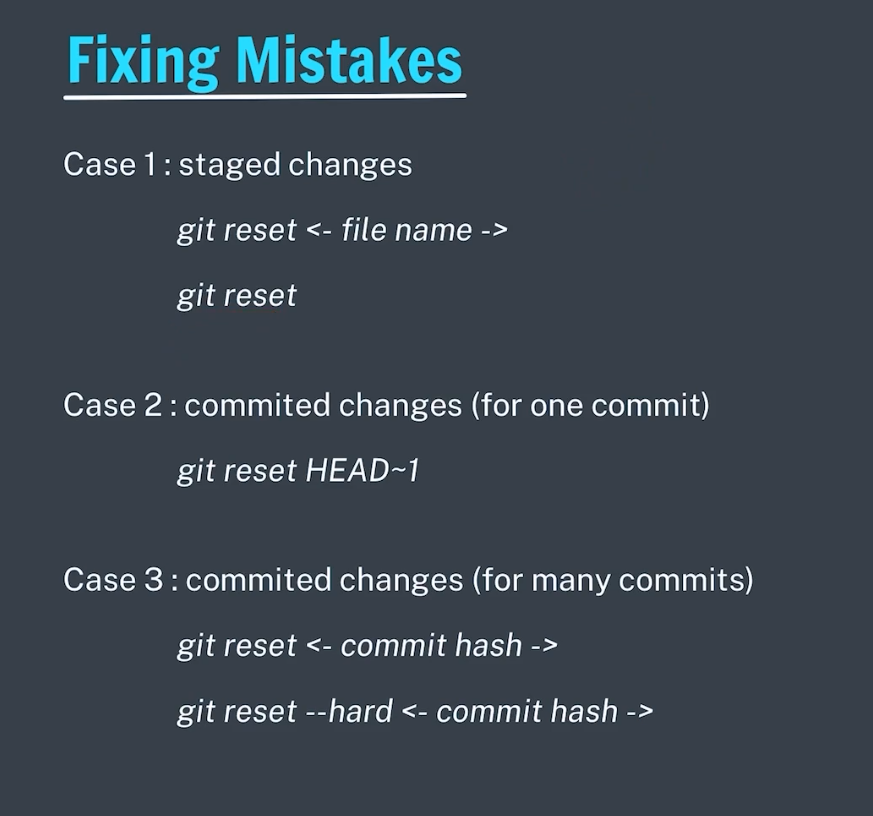 Fixing Mistakes
Case 1 : staged changes
git reset <- file name ->
git reset
Case 2 : commited changes (for one commit)
git reset HEAD~1
Case 3 : commited changes (for many commits)
git reset <- commit hash ->
git reset --hard <- commit hash ->